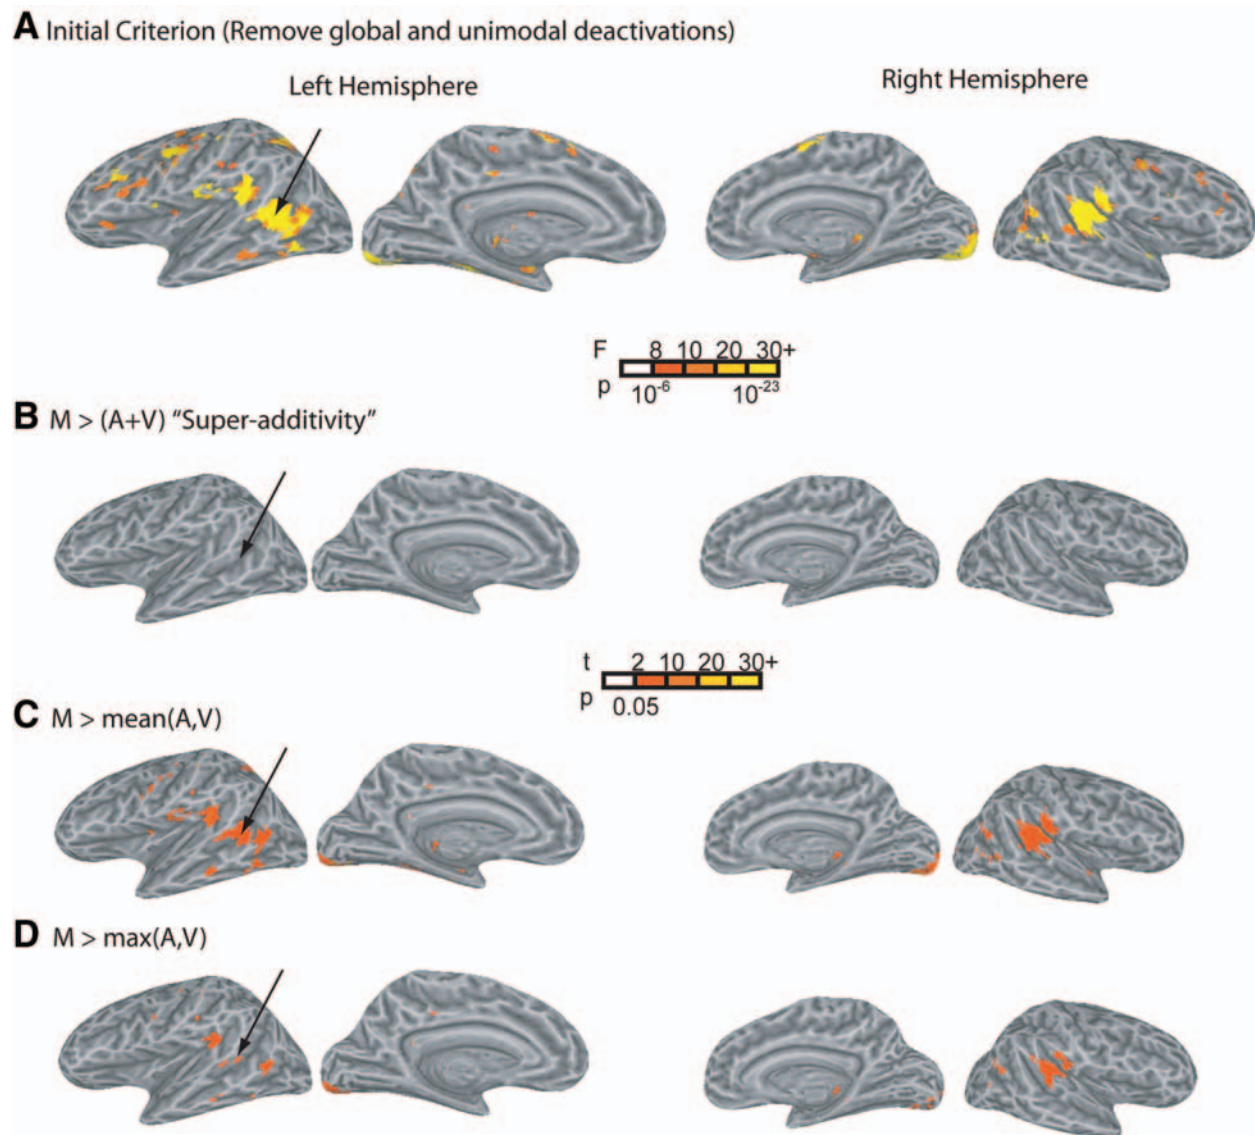 A Initial Criterion (Remove global and unimodal deactivations)
Left Hemisphere
Right Hemisphere
F 8 10 20 30+
p 10-6 10-23
B M > (A+V) "Super-additivity"
t 2 10 20 30+
p 0.05
C M > mean(A,V)
D M > max(A,V)